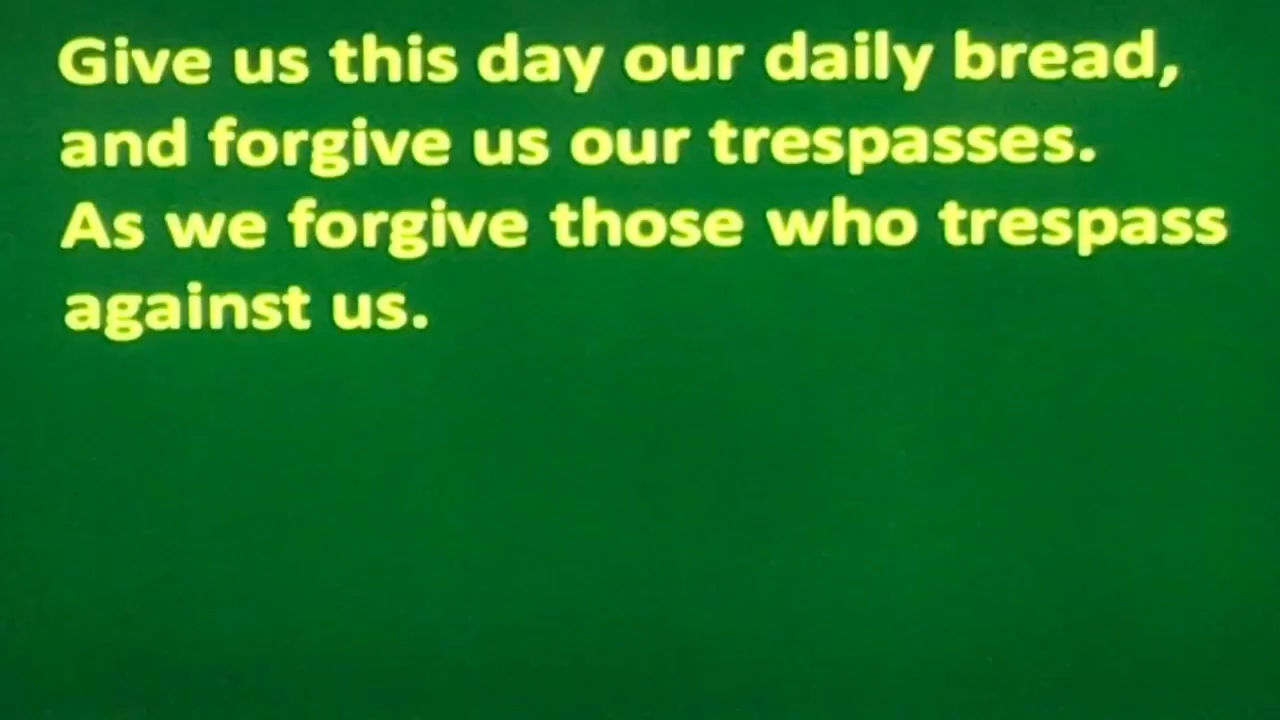 Give us this day our daily bread,
and forgive us our trespasses.
As we forgive those who trespass
against us.